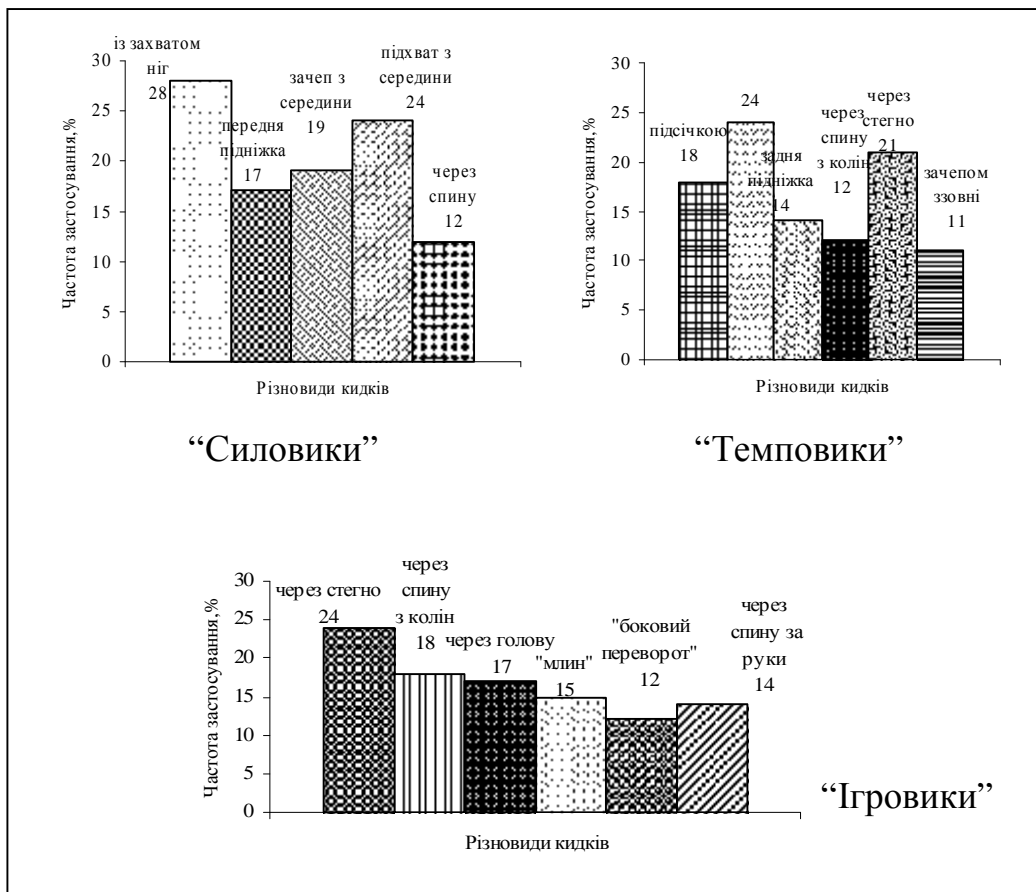 із захватом
ніг
28
передня
підніжка
17
зачеп з
середини
19
підхват з
середини
24
через
спину
12
Частота застосування,%
30
25
20
15
10
5
0
Різновиди кидків
“Силовики”
підсічкою
18
24
задня
підніжка
14
через
спину
з колін
12
через
стегно
21
зачепом
ззовні
11
Частота застосування,%
30
20
10
5
15
25
0
Різновиди кидків
“Темповики”
через стегно
24
через
спину
з колін
18
через голову
17
"млин"
15
"боковий
переворот"
12
через
спину за
руки
14
Частота застосування,%
30
25
20
15
10
5
0
Різновиди кидків
“Ігровики”